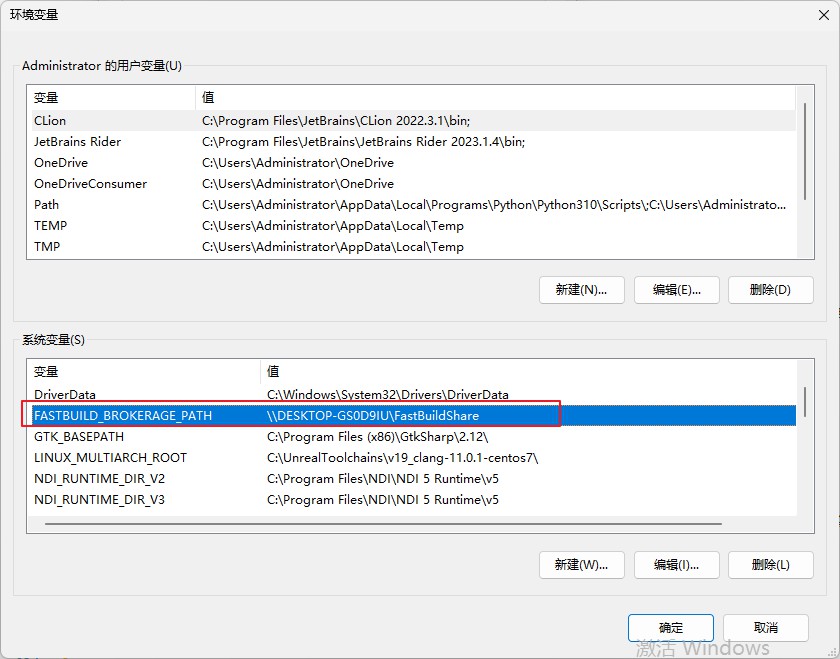 环境变量
Administrator 的用户变量(U)
变量 值
CLion C:\Program Files\JetBrains\CLion 2022.3.1\bin;
JetBrains Rider C:\Program Files\JetBrains\JetBrains Rider 2023.1.4\bin;
OneDrive C:\Users\Administrator\OneDrive
OneDriveConsumer C:\Users\Administrator\OneDrive
Path C:\Users\Administrator\AppData\Local\Programs\Python\Python310\Scripts\;C:\Users\Administrato...
TEMP C:\Users\Administrator\AppData\Local\Temp
TMP C:\Users\Administrator\AppData\Local\Temp
新建(N)... 编辑(E)... 删除(D)
系统变量(S)
变量 值
DriverData C:\Windows\System32\Drivers\DriverData
FASTBUILD_BROKERAGE_PATH \\DESKTOP-GS0D9IU\FastBuildShare
GTK_BASEPATH C:\Program Files (x86)\GtkSharp\2.12\
LINUX_MULTIARCH_ROOT C:\UnrealToolchains\v19_clang-11.0.1-centos7\
NDI_RUNTIME_DIR_V2 C:\Program Files\NDI\NDI 5 Runtime\v5
NDI_RUNTIME_DIR_V3 C:\Program Files\NDI\NDI 5 Runtime\v5
新建(W)... 编辑(I)... 删除(L)
确定 取消
激活 Windows